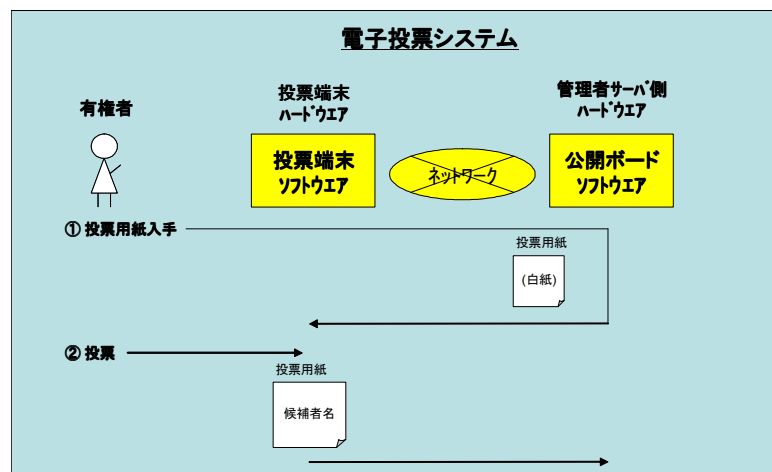 電子投票システム
有権者
投票端末
ハードウエア
管理者サーバ側
ハードウエア
投票端末
ソフトウエア
ネットワーク
公開ボード
ソフトウエア
① 投票用紙入手
投票用紙
(白紙)
② 投票
投票用紙
候補者名